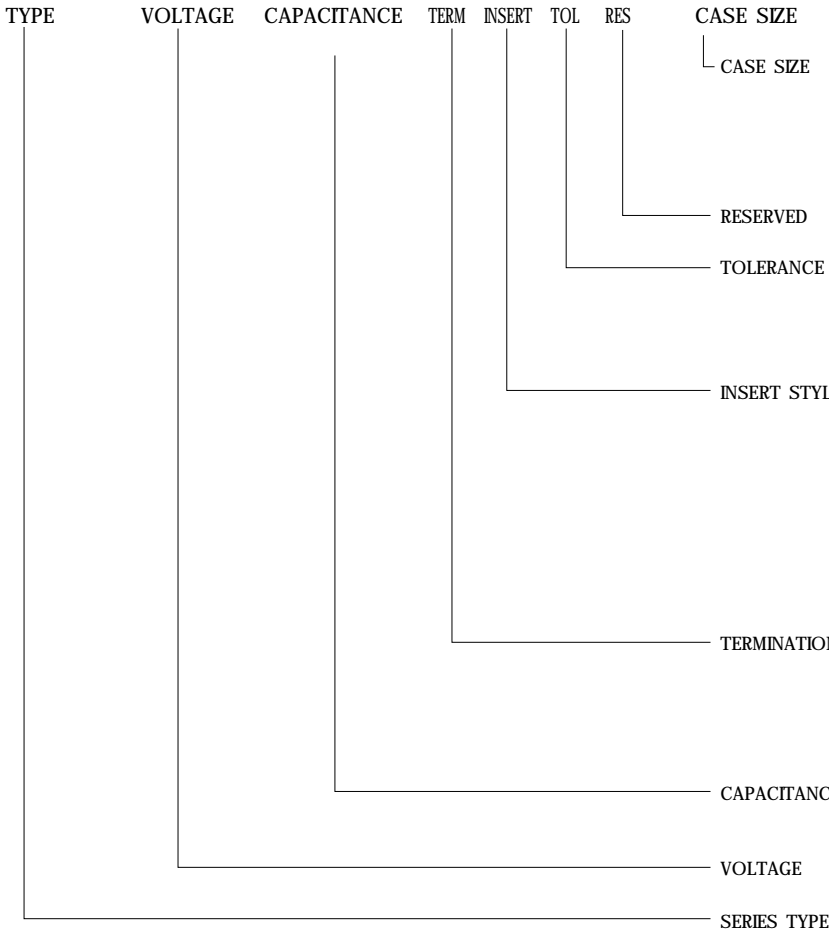 TYPE VOLTAGE CAPACITANCE TERM INSERT TOL RES CASE SIZE
CASE SIZE
RESERVED
TOLERANCE
INSERT STYL
TERMINATION
CAPACITANC
VOLTAGE
SERIES TYPE